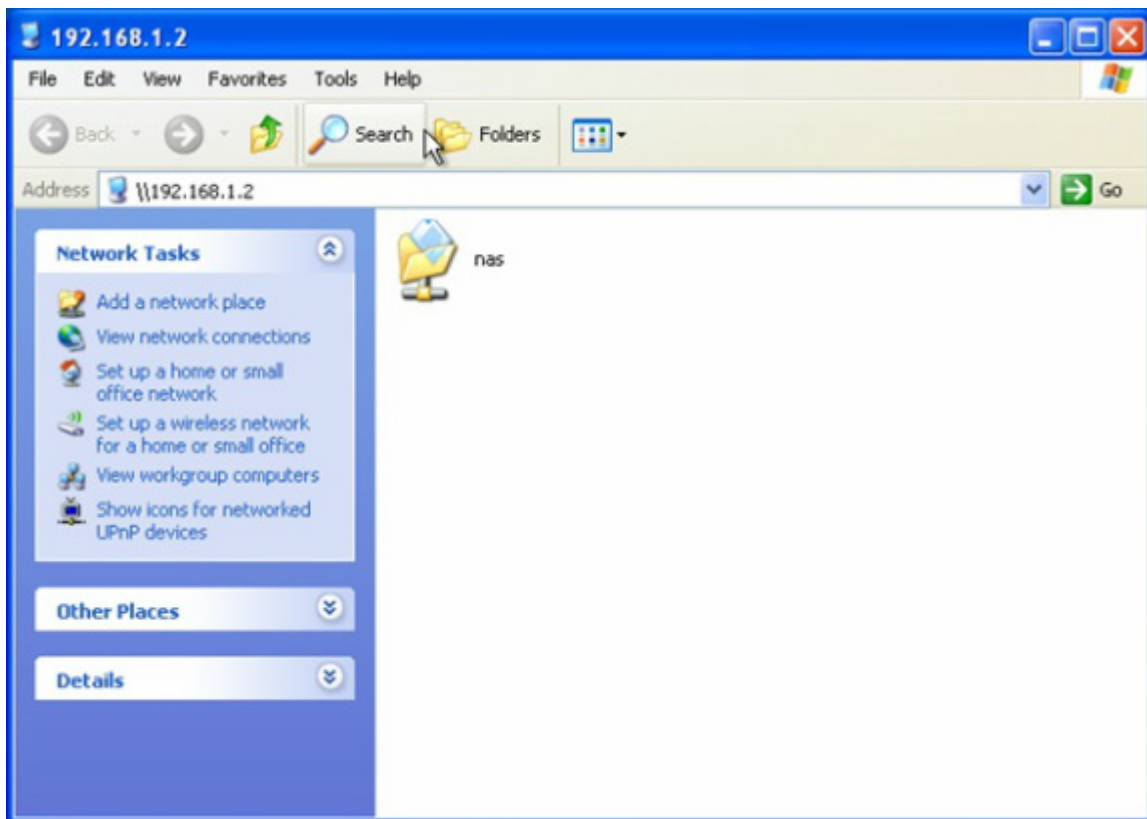 192.168.1.2
File Edit View Favorites Tools Help
Back Search Folders
Address \\192.168.1.2 Go
Network Tasks
Add a network place
View network connections
Set up a home or small
office network
Set up a wireless network
for a home or small office
View workgroup computers
Show icons for networked
UPnP devices
Other Places
Details
nas